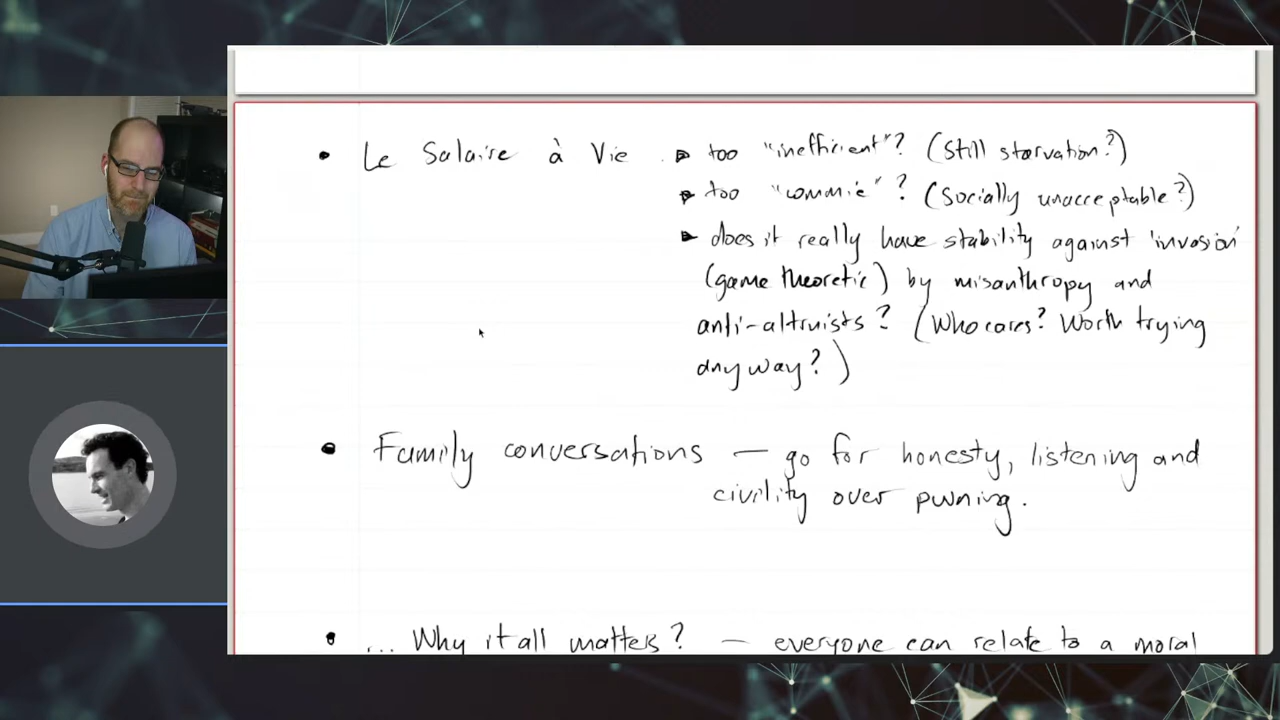 • Le Salaire à Vie ▸ too "inefficient"? (still starvation?)
▸ too "commie"? (socially unacceptable?)
▸ does it really have stability against 'invasion'
(game theoretic) by misanthropy and
anti-altruists? (Who cares? Worth trying
anyway?)
• Family conversations — go for honesty, listening and
civility over pwning.
• ... Why it all matters? — everyone can relate to a moral